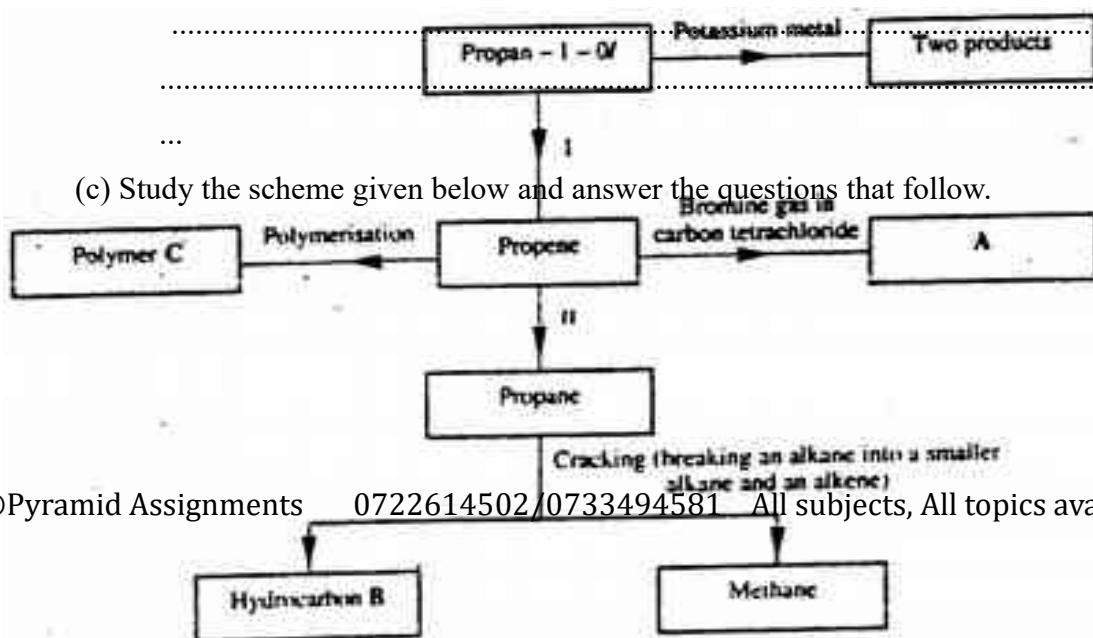 Potassium metal
Propan – 1 – 0l
Two products
...
I
(c) Study the scheme given below and answer the questions that follow.
Bromine gas in
carbon tetrachloride
Polymerisation
Polymer C
Propene
A
II
Propane
Cracking (breaking an alkane into a smaller
alkane and an alkene)
©Pyramid Assignments 0722614502/0733494581 All subjects, All topics ava
Hydrocarbon B
Methane